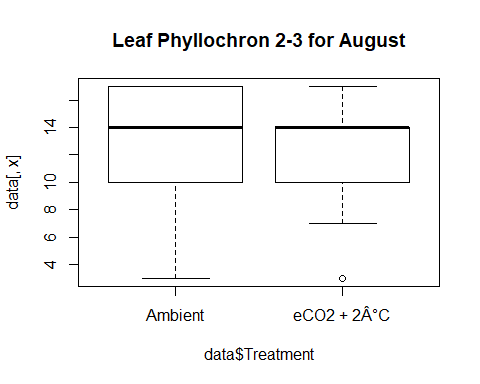 Leaf Phyllochron 2-3 for August
data[, x]
14
10
8
6
4
Ambient
eCO2 + 2Â°C
data$Treatment